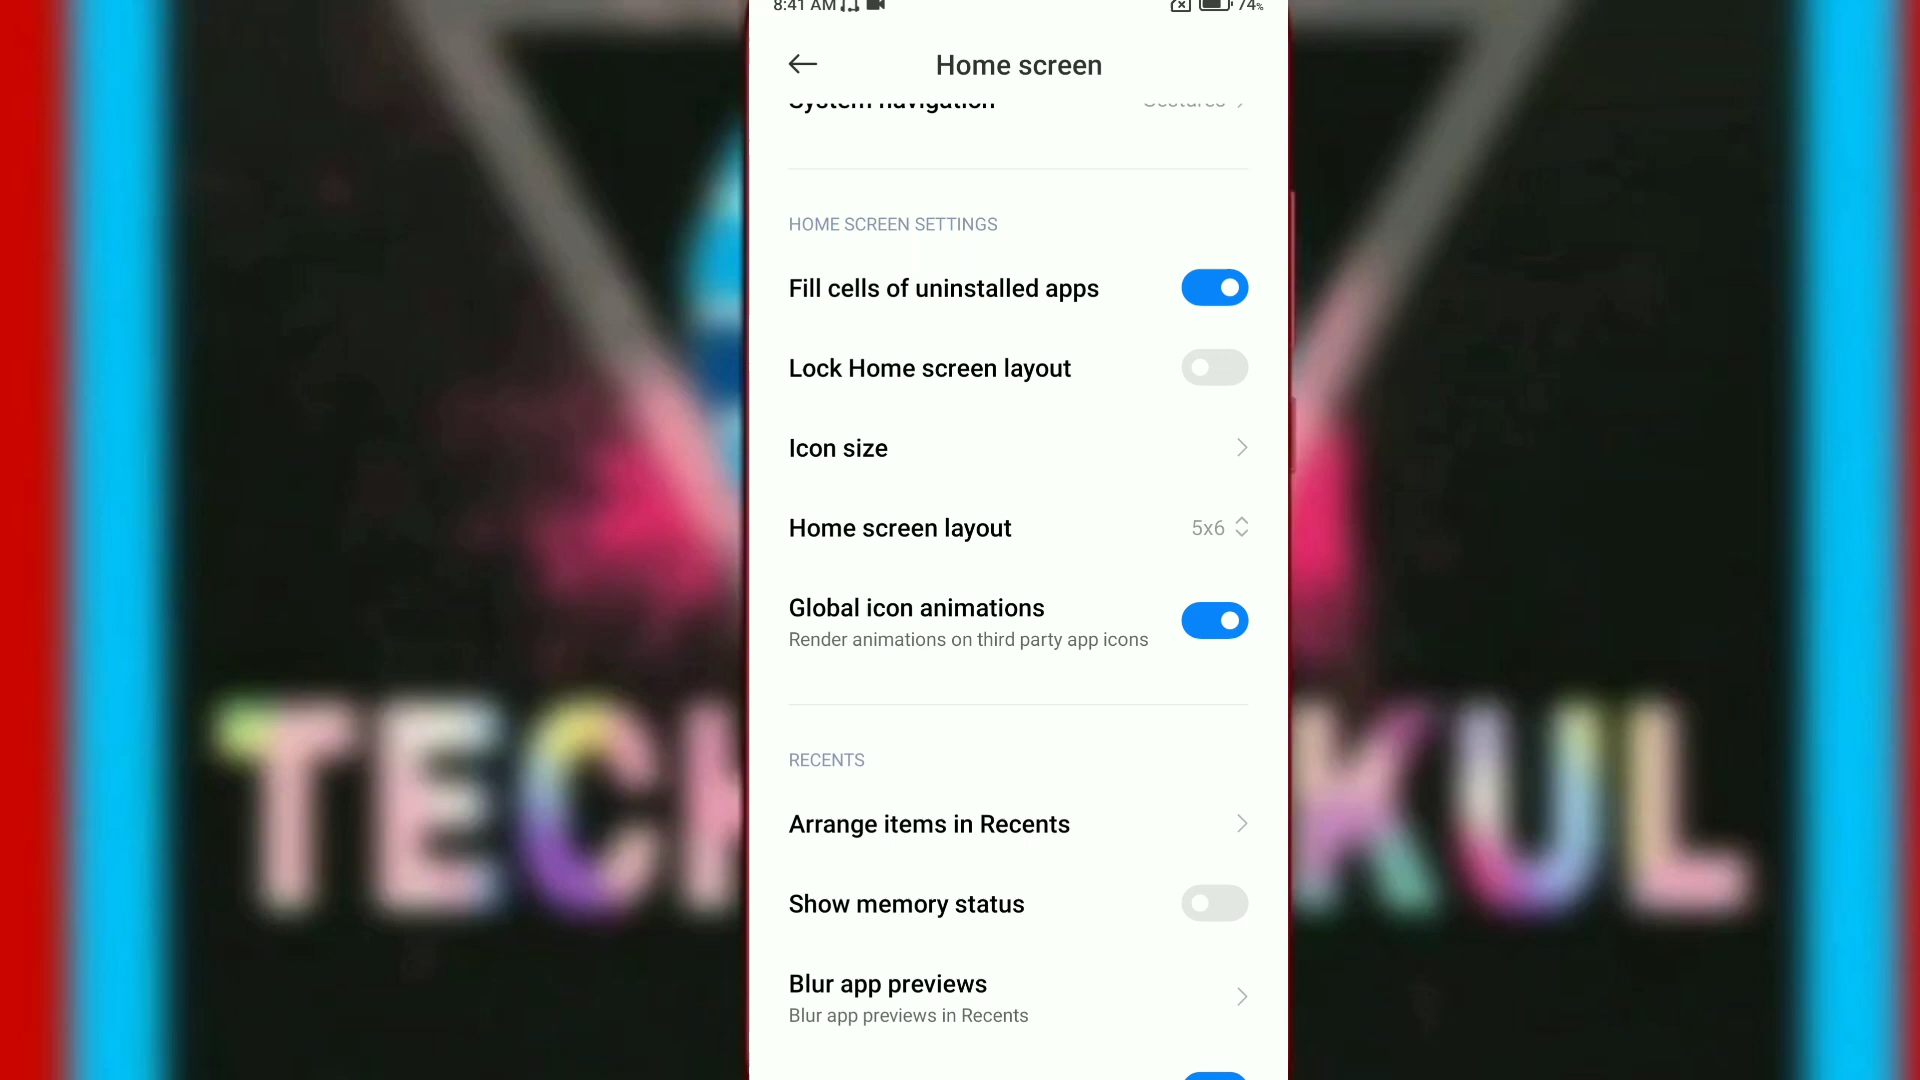 8:41 AM
74%
Home screen
System navigation
Gestures
HOME SCREEN SETTINGS
Fill cells of uninstalled apps
Lock Home screen layout
Icon size
Home screen layout
5x6
Global icon animations
Render animations on third party app icons
RECENTS
Arrange items in Recents
Show memory status
Blur app previews
Blur app previews in Recents
TECH
KUL